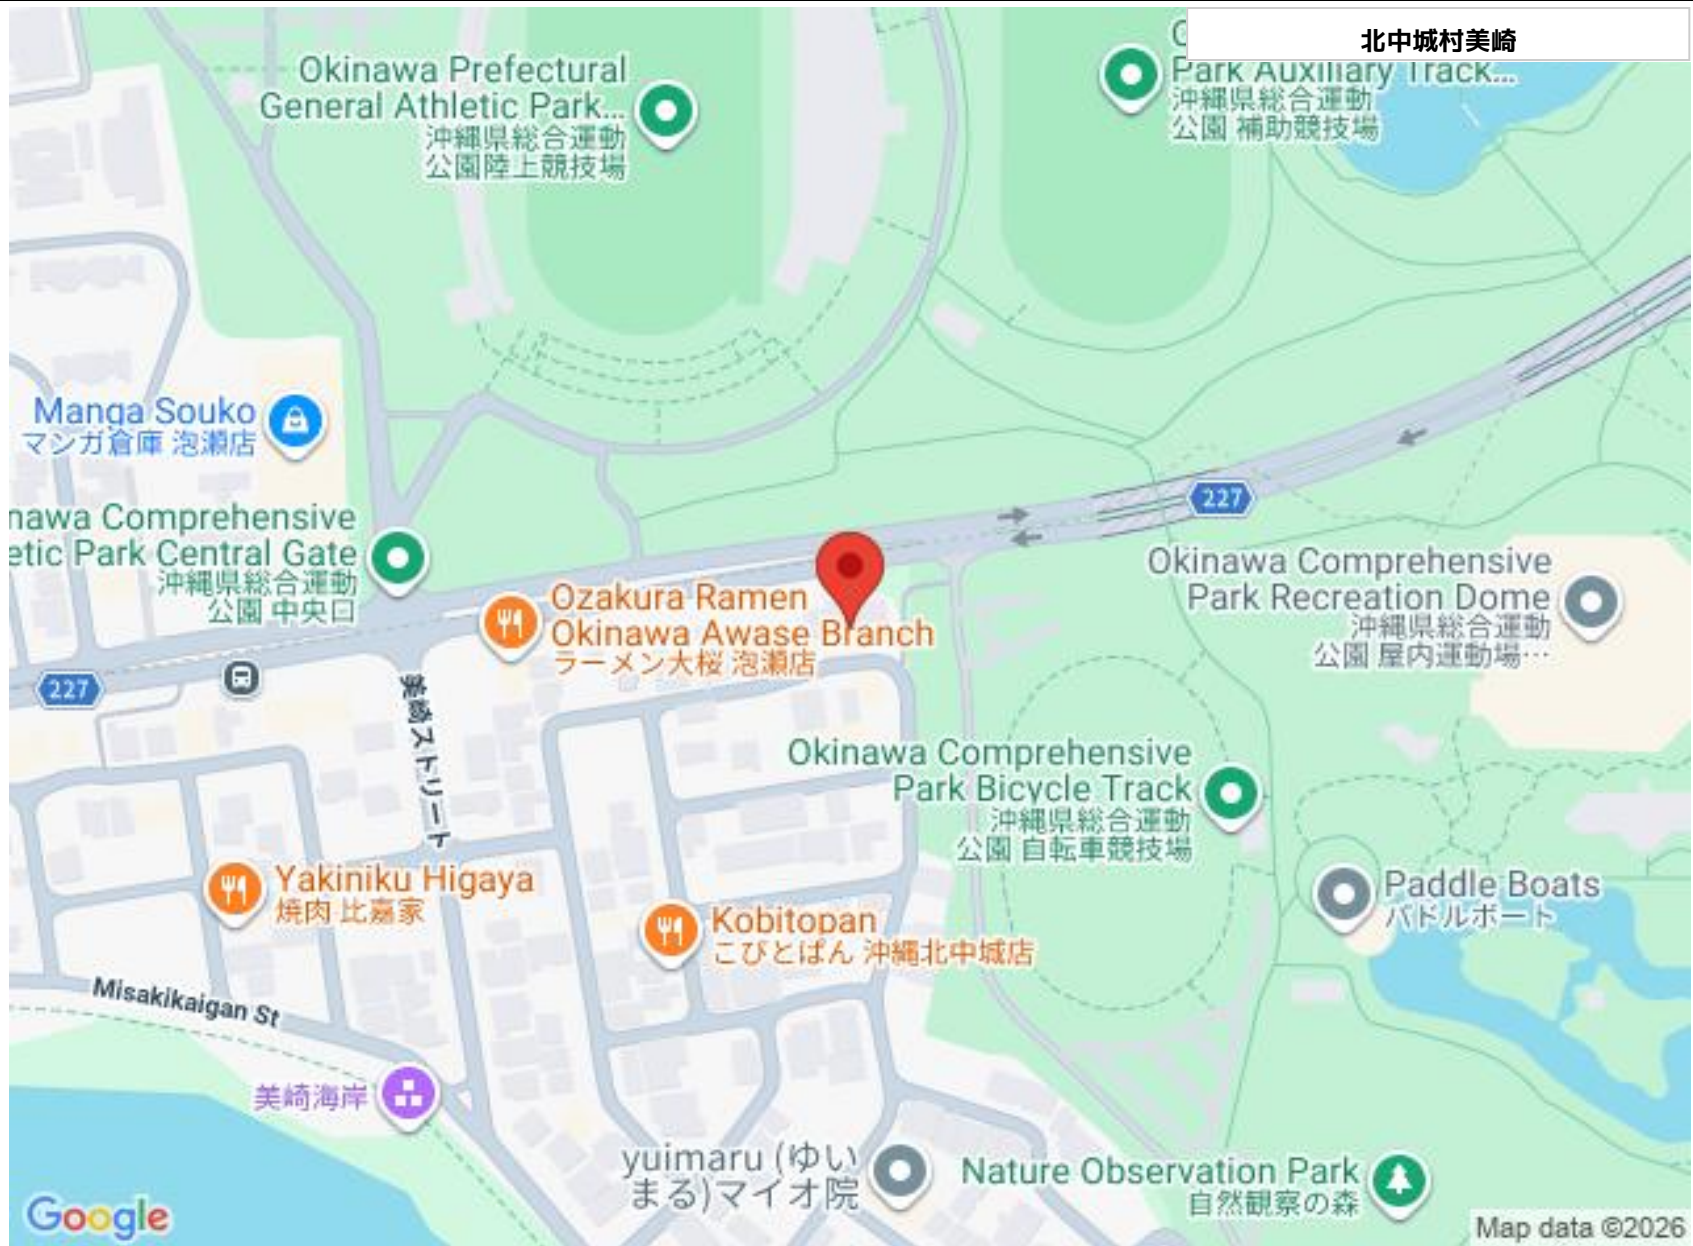 北中城村美崎
Okinawa Prefectural
General Athletic Park...
沖縄県総合運動
公園陸上競技場
Park Auxiliary Track...
沖縄県総合運動
公園 補助競技場
Manga Souko
マンガ倉庫 泡瀬店
nawa Comprehensive
etic Park Central Gate
沖縄県総合運動
公園 中央口
227
Ozakura Ramen
Okinawa Awase Branch
ラーメン大桜 泡瀬店
Okinawa Comprehensive
Park Recreation Dome
沖縄県総合運動
公園 屋内運動場…
227
美崎ストリート
Okinawa Comprehensive
Park Bicycle Track
沖縄県総合運動
公園 自転車競技場
Yakiniku Higaya
焼肉 比嘉家
Kobitopan
こびとぱん 沖縄北中城店
Paddle Boats
パドルボート
Misakikaigan St
美崎海岸
yuimaru (ゆい
まる)マイオ院
Nature Observation Park
自然観察の森
Google
Map data ©2026